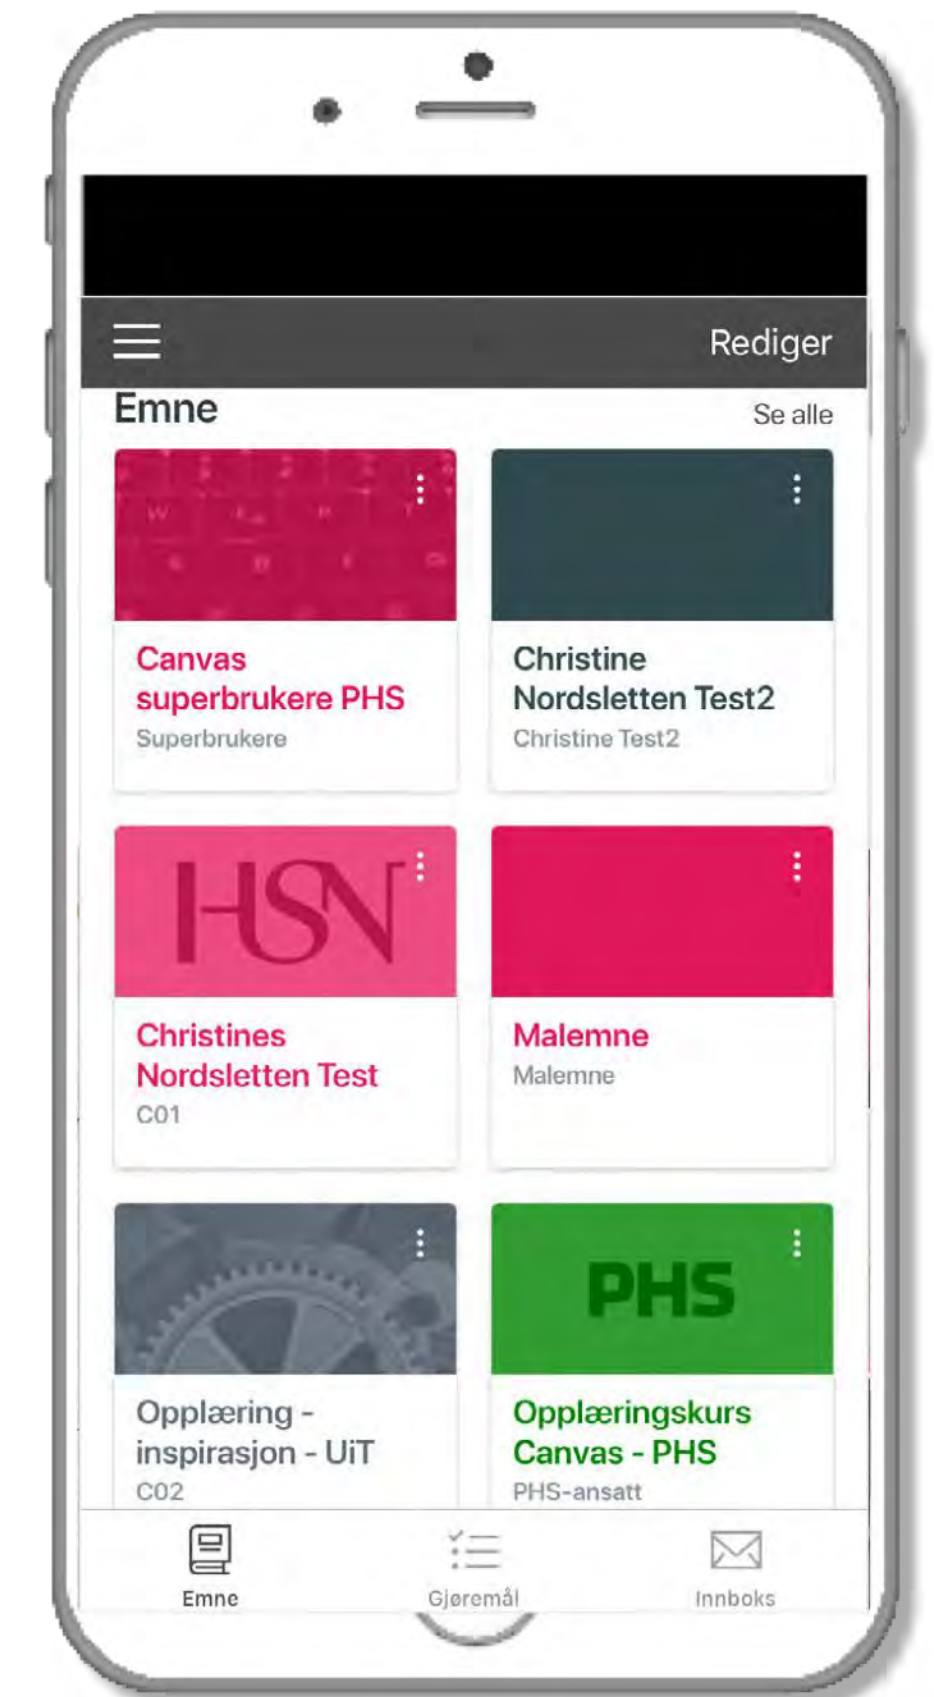 Rediger
Emne
Se alle
Canvas
superbrukere PHS
Superbrukere
Christine
Nordsletten Test2
Christine Test2
HSN
Christines
Nordsletten Test
C01
Malemne
Malemne
Opplæring -
inspirasjon - UiT
C02
PHS
Opplæringskurs
Canvas - PHS
PHS-ansatt
Emne
Gjøremål
Innboks